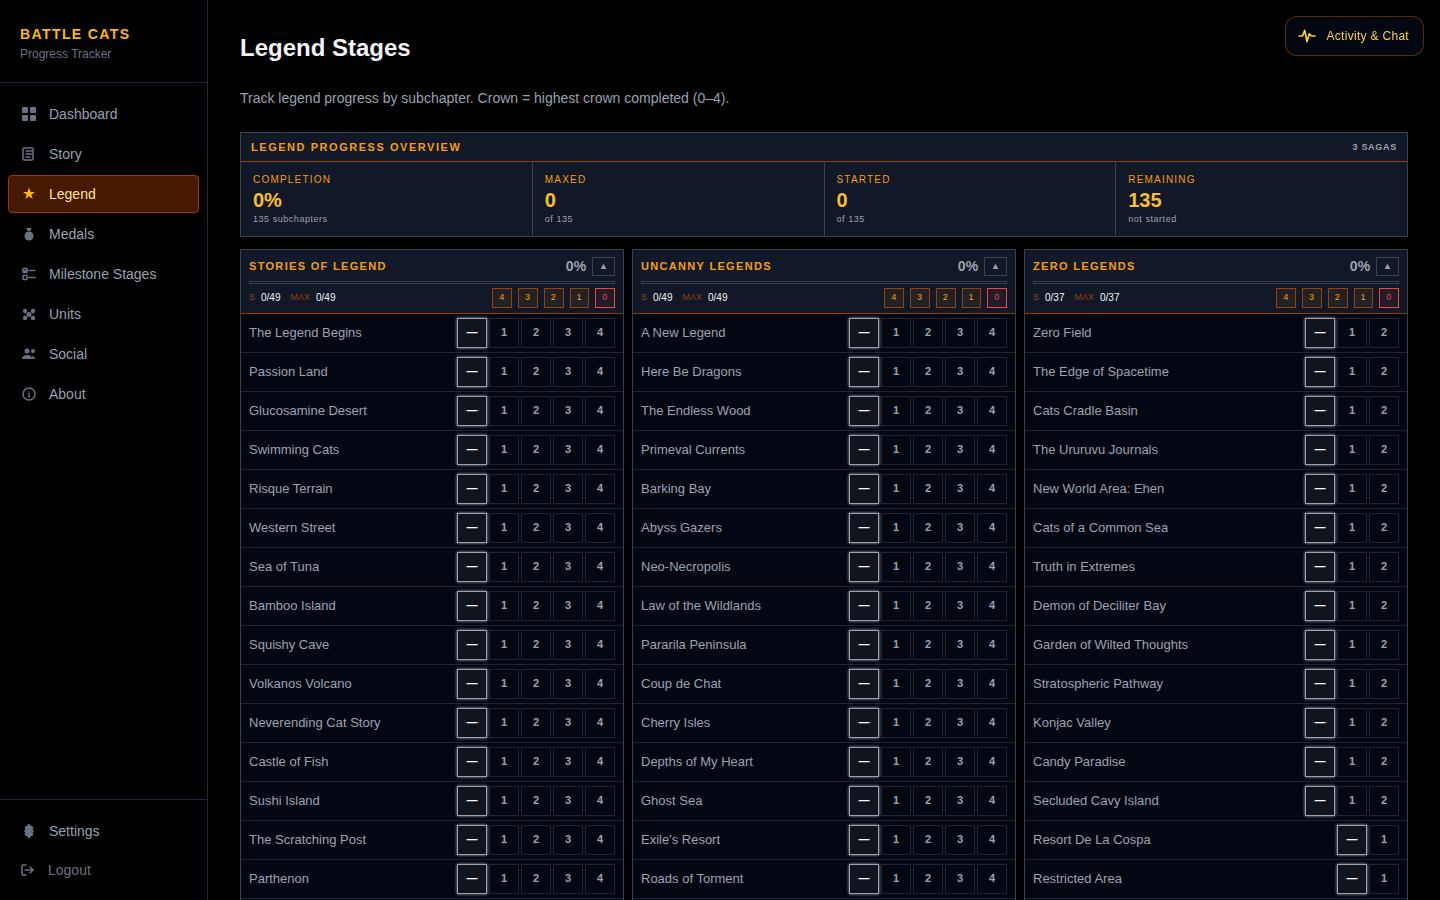 BATTLE CATS
Progress Tracker
Dashboard
Story
Legend
Medals
Milestone Stages
Units
Social
About
Settings
Logout
Activity & Chat
Legend Stages
Track legend progress by subchapter. Crown = highest crown completed (0–4).
LEGEND PROGRESS OVERVIEW 3 SAGAS
COMPLETION
0%
135 subchapters
MAXED
0
of 135
STARTED
0
of 135
REMAINING
135
not started
STORIES OF LEGEND 0% ▲
S 0/49 MAX 0/49 4 3 2 1 0
The Legend Begins — 1 2 3 4
Passion Land — 1 2 3 4
Glucosamine Desert — 1 2 3 4
Swimming Cats — 1 2 3 4
Risque Terrain — 1 2 3 4
Western Street — 1 2 3 4
Sea of Tuna — 1 2 3 4
Bamboo Island — 1 2 3 4
Squishy Cave — 1 2 3 4
Volkanos Volcano — 1 2 3 4
Neverending Cat Story — 1 2 3 4
Castle of Fish — 1 2 3 4
Sushi Island — 1 2 3 4
The Scratching Post — 1 2 3 4
Parthenon — 1 2 3 4
UNCANNY LEGENDS 0% ▲
S 0/49 MAX 0/49 4 3 2 1 0
A New Legend — 1 2 3 4
Here Be Dragons — 1 2 3 4
The Endless Wood — 1 2 3 4
Primeval Currents — 1 2 3 4
Barking Bay — 1 2 3 4
Abyss Gazers — 1 2 3 4
Neo-Necropolis — 1 2 3 4
Law of the Wildlands — 1 2 3 4
Pararila Peninsula — 1 2 3 4
Coup de Chat — 1 2 3 4
Cherry Isles — 1 2 3 4
Depths of My Heart — 1 2 3 4
Ghost Sea — 1 2 3 4
Exile's Resort — 1 2 3 4
Roads of Torment — 1 2 3 4
ZERO LEGENDS 0% ▲
S 0/37 MAX 0/37 4 3 2 1 0
Zero Field — 1 2
The Edge of Spacetime — 1 2
Cats Cradle Basin — 1 2
The Ururuvu Journals — 1 2
New World Area: Ehen — 1 2
Cats of a Common Sea — 1 2
Truth in Extremes — 1 2
Demon of Deciliter Bay — 1 2
Garden of Wilted Thoughts — 1 2
Stratospheric Pathway — 1 2
Konjac Valley — 1 2
Candy Paradise — 1 2
Secluded Cavy Island — 1 2
Resort De La Cospa — 1
Restricted Area — 1